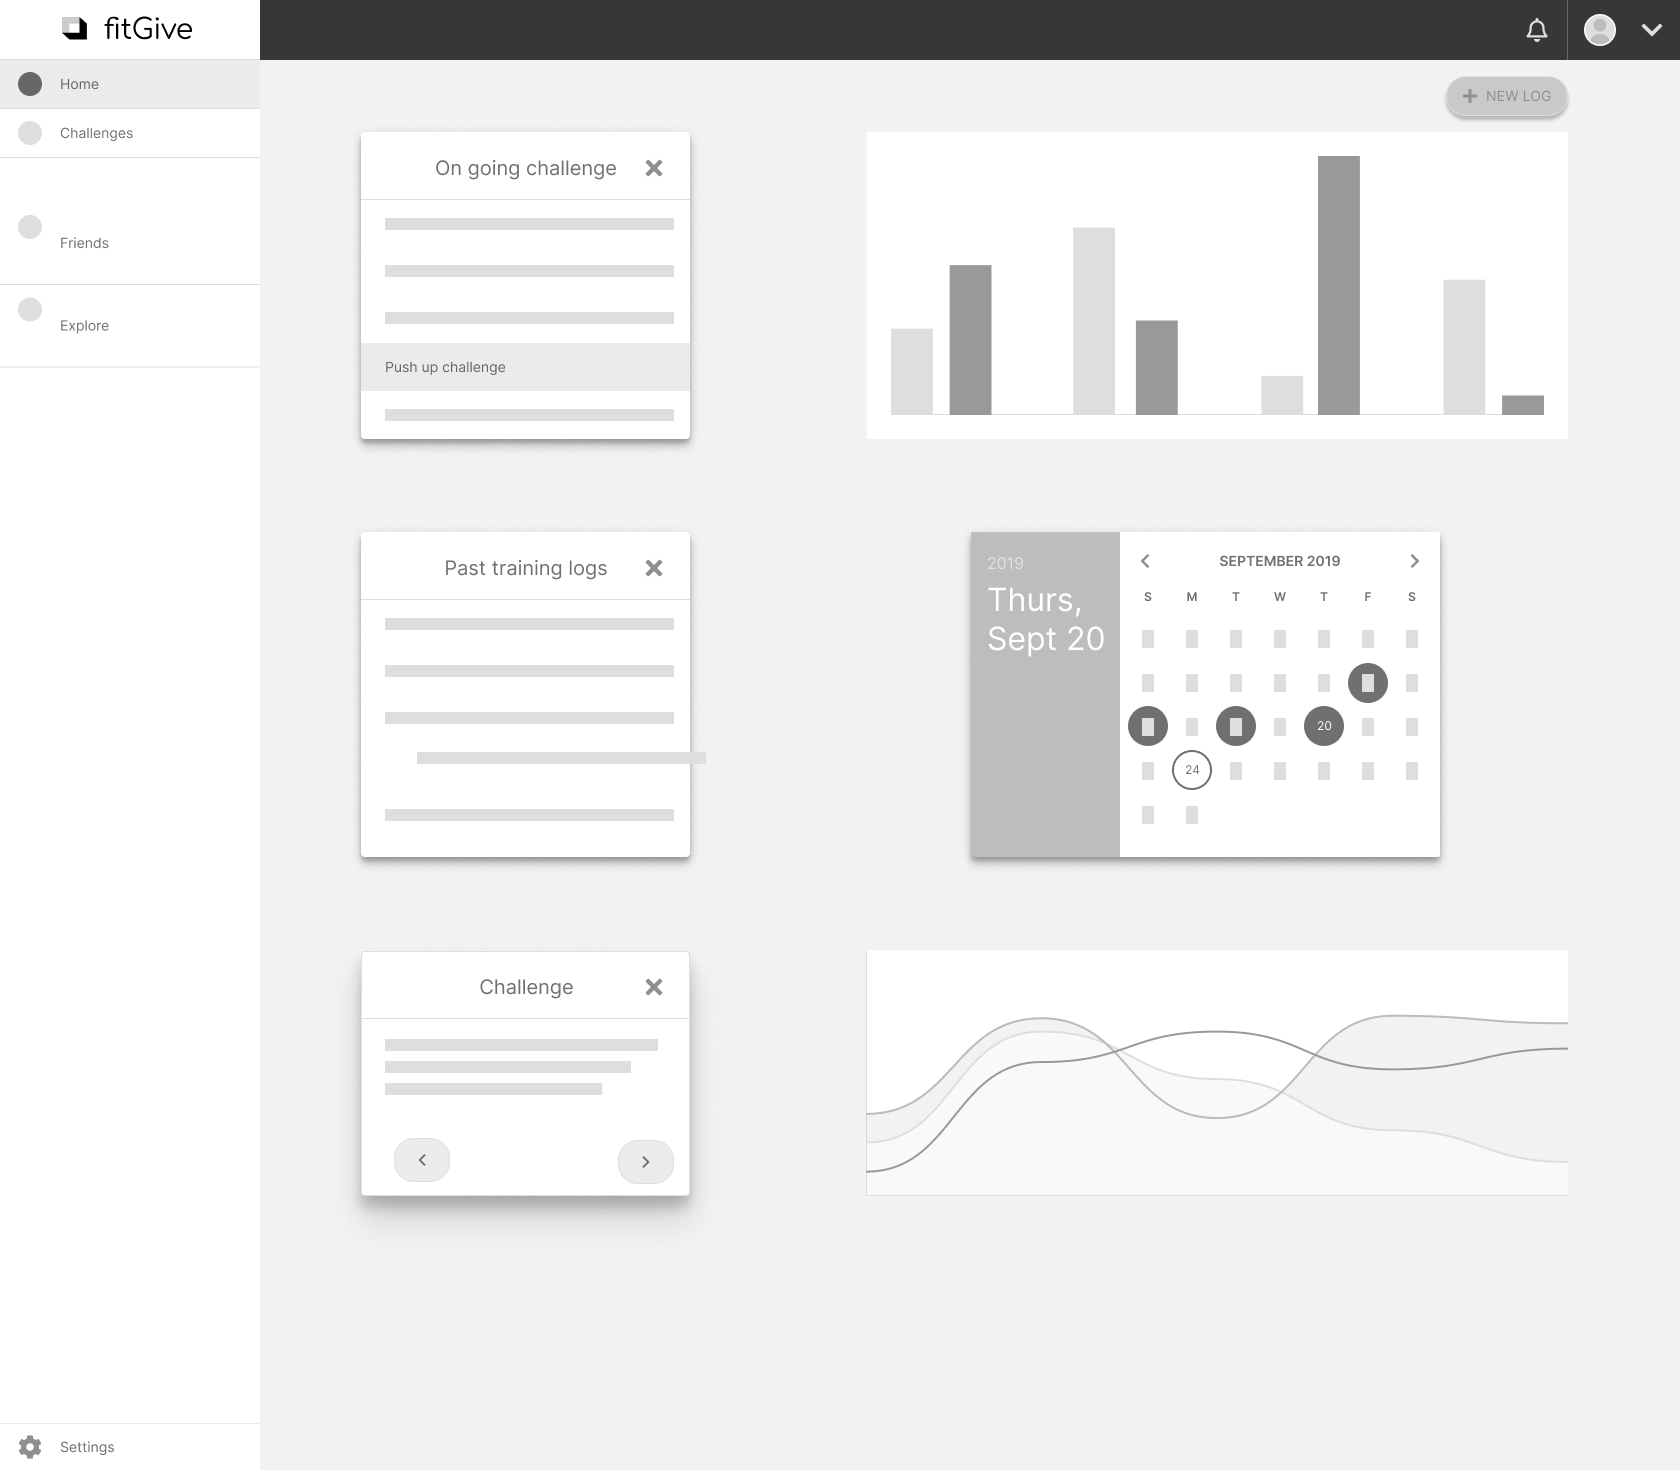 fitGive
Home
Challenges
Friends
Explore
Settings
NEW LOG
On going challenge
Push up challenge
Past training logs
2019
Thurs,
Sept 20
SEPTEMBER 2019
S M T W T F S
20
24
Challenge